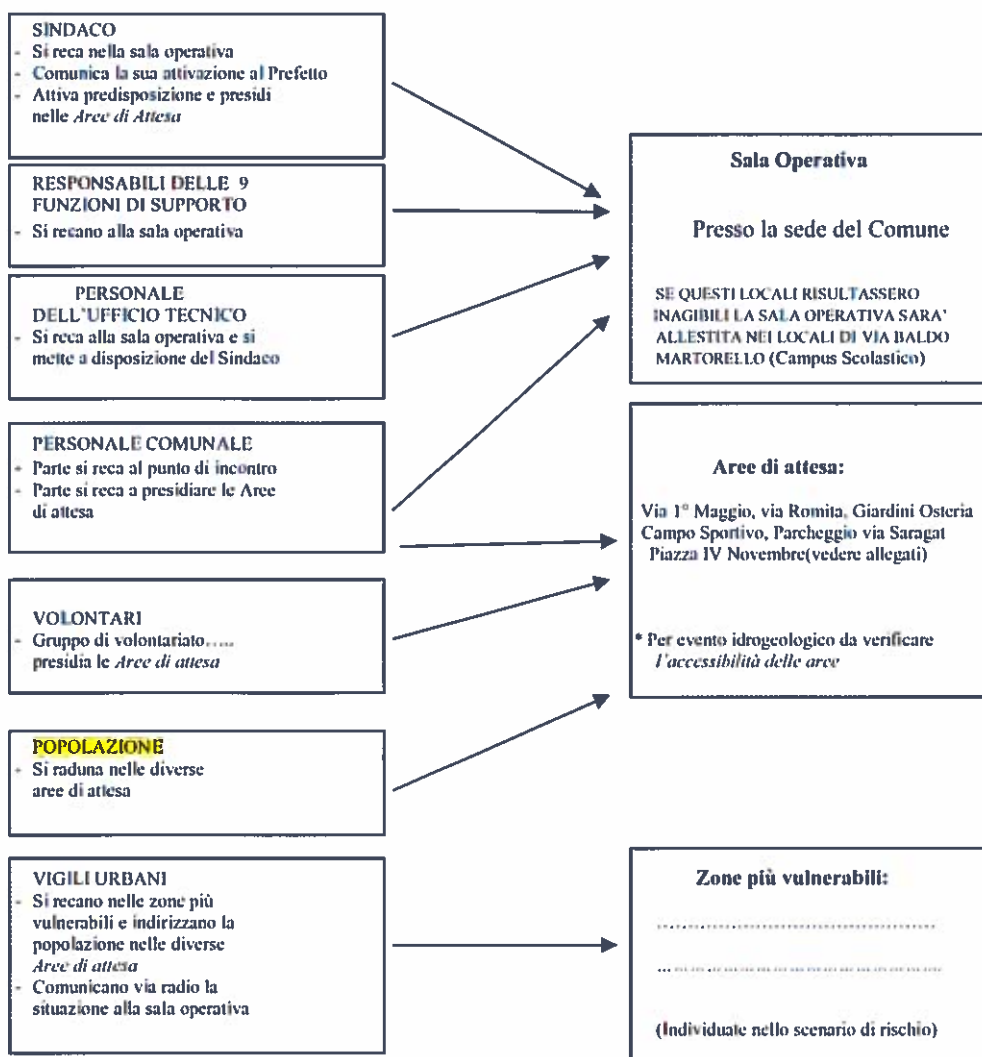 SINDACO
- Si reca nella sala operativa
- Comunica la sua attivazione al Prefetto
- Attiva predisposizione e presidi
nelle Aree di Attesa
RESPONSABILI DELLE 9
FUNZIONI DI SUPPORTO
- Si recano alla sala operativa
PERSONALE
DELL'UFFICIO TECNICO
- Si reca alla sala operativa e si
mette a disposizione del Sindaco
PERSONALE COMUNALE
- Parte si reca al punto di incontro
- Parte si reca a presidiare le Aree
di attesa
VOLONTARI
- Gruppo di volontariato.....
presidia le Aree di attesa
POPOLAZIONE
- Si raduna nelle diverse
aree di attesa
VIGILI URBANI
- Si recano nelle zone più
vulnerabili e indirizzano la
popolazione nelle diverse
Aree di attesa
- Comunicano via radio la
situazione alla sala operativa
Sala Operativa
Presso la sede del Comune
SE QUESTI LOCALI RISULTASSERO
INAGIBILI LA SALA OPERATIVA SARA'
ALLESTITA NEI LOCALI DI VIA BALDO
MARTORELLO (Campus Scolastico)
Aree di attesa:
Via 1° Maggio, via Romita, Giardini Osteria
Campo Sportivo, Parcheggio via Saragat
Piazza IV Novembre(vedere allegati)
* Per evento idrogeologico da verificare
l'accessibilità delle aree
Zone più vulnerabili:
................................................
................................................
(Individuate nello scenario di rischio)